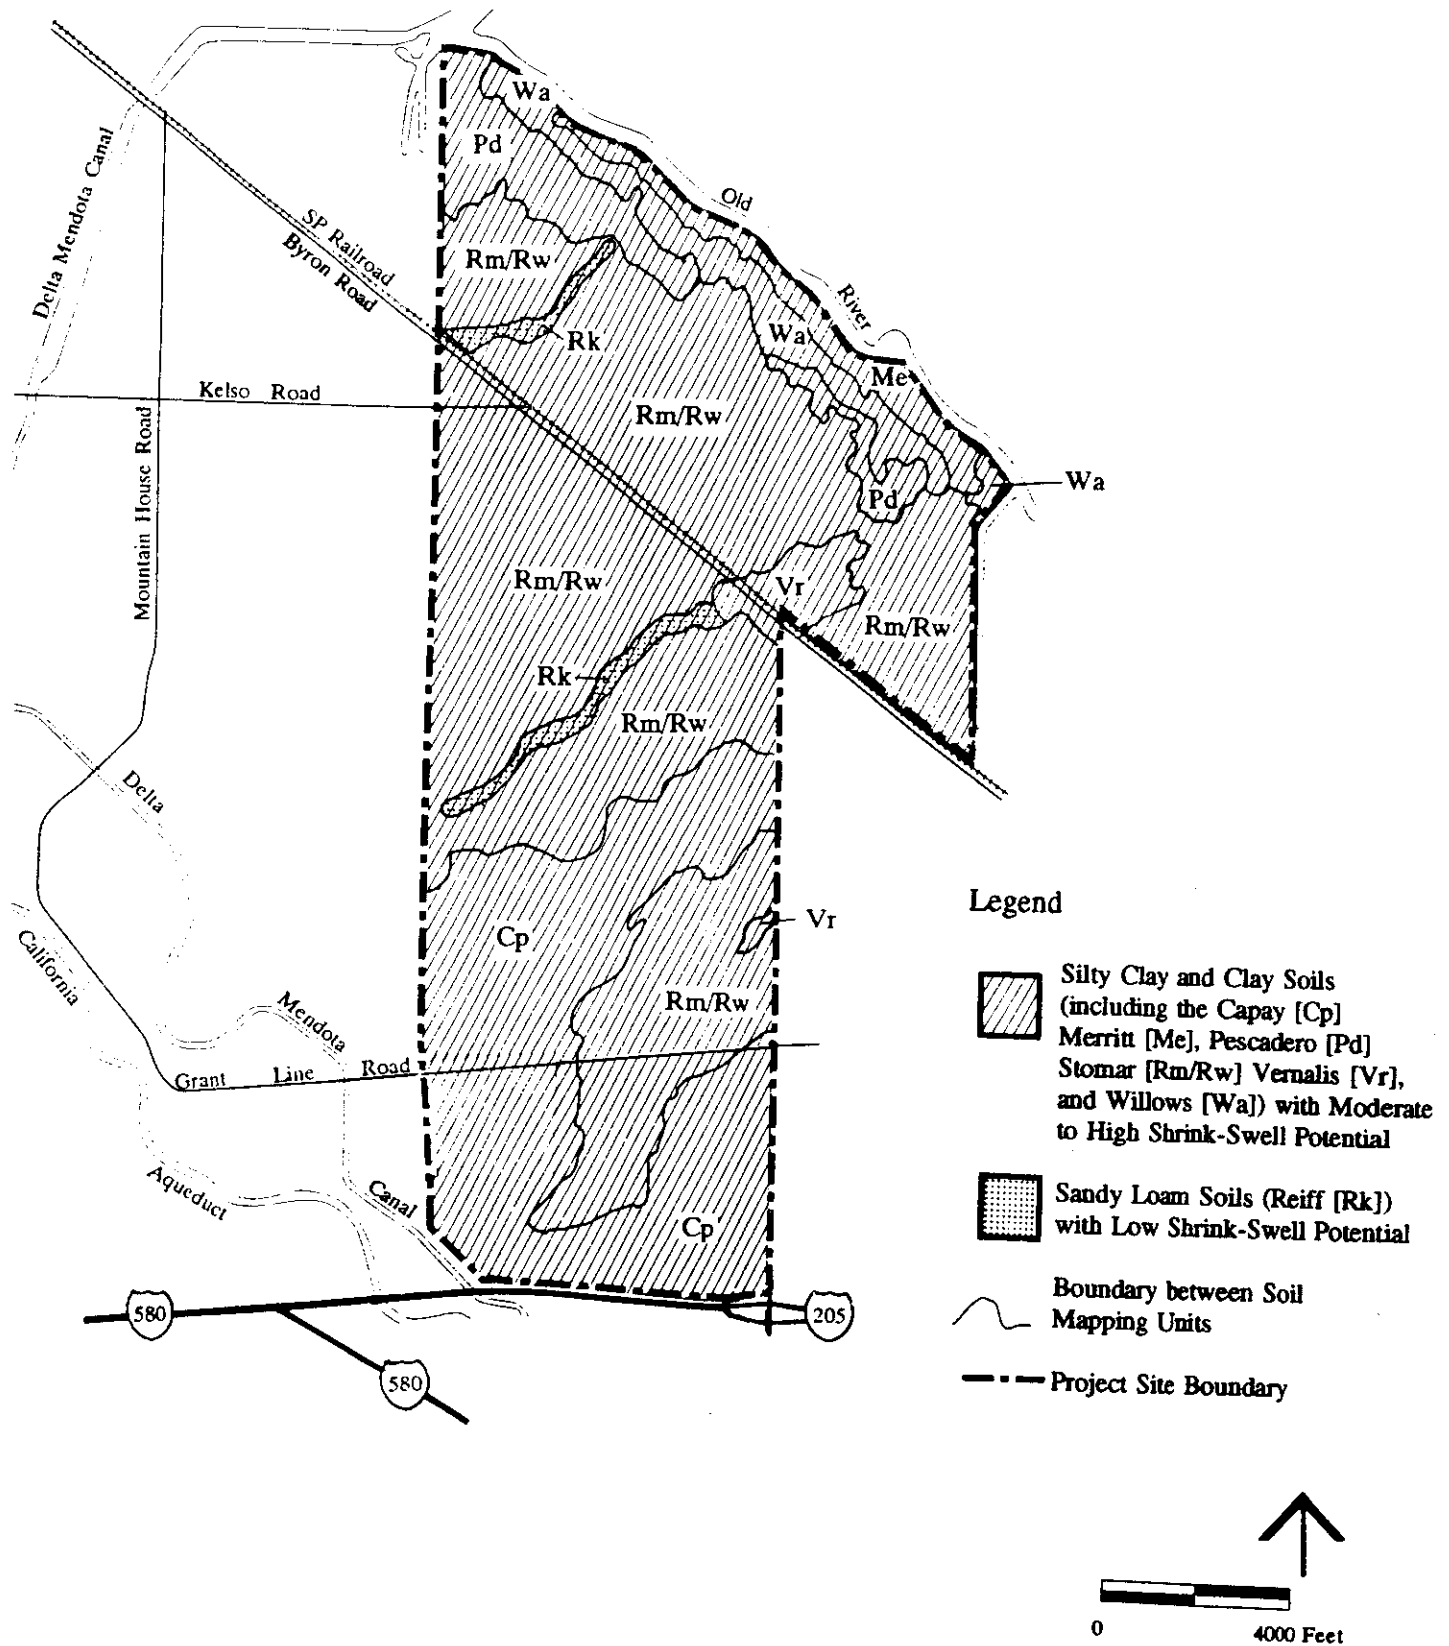 Wa
Pd
Old
Delta Mendota Canal
SP Railroad
Byron Road
Rm/Rw
River
Rk
Wa
Me
Kelso Road
Rm/Rw
Mountain House Road
Wa
Pd
Rm/Rw
Vr
Rm/Rw
Rk
Rm/Rw
Delta
Vr
Cp
California
Rm/Rw
Mendota
Grant Line Road
Aqueduct
Canal
Cp
580
205
580
Legend
Silty Clay and Clay Soils
(including the Capay [Cp]
Merritt [Me], Pescadero [Pd]
Stomar [Rm/Rw] Vernalis [Vr],
and Willows [Wa]) with Moderate
to High Shrink-Swell Potential
Sandy Loam Soils (Reiff [Rk])
with Low Shrink-Swell Potential
Boundary between Soil
Mapping Units
Project Site Boundary
0 4000 Feet